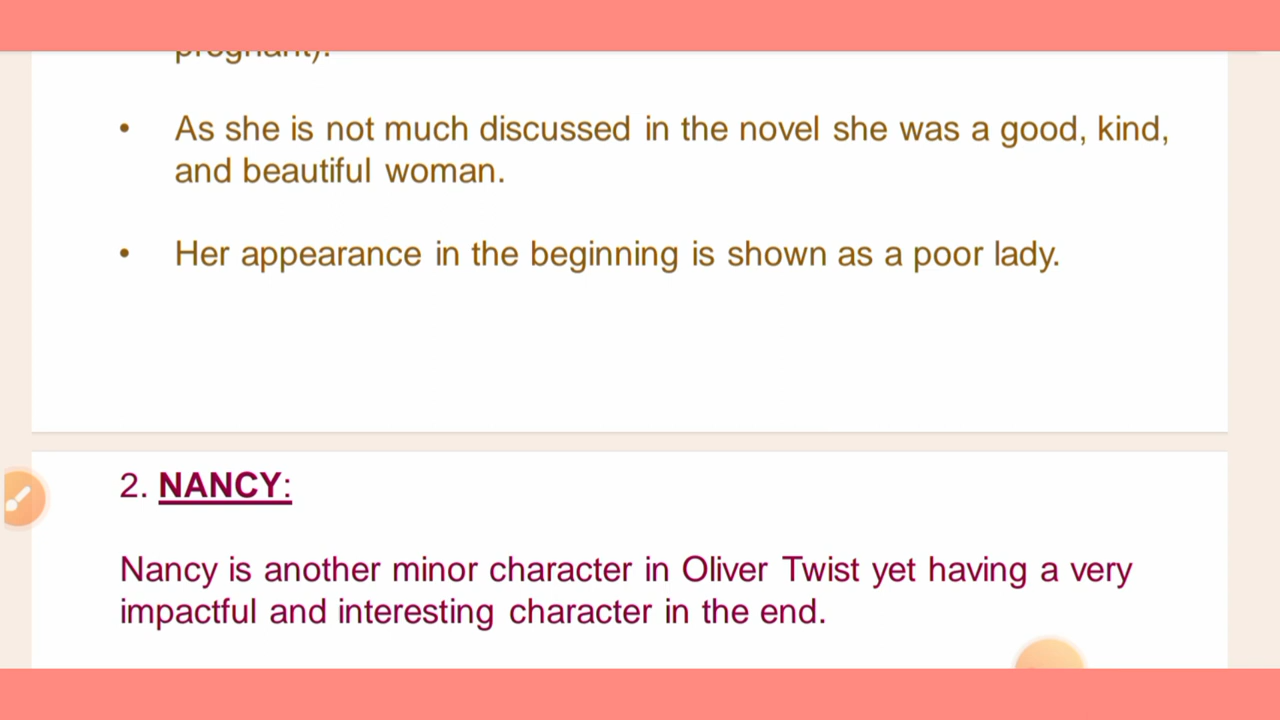 pregnant).
• As she is not much discussed in the novel she was a good, kind,
and beautiful woman.
• Her appearance in the beginning is shown as a poor lady.
2. NANCY:
Nancy is another minor character in Oliver Twist yet having a very
impactful and interesting character in the end.